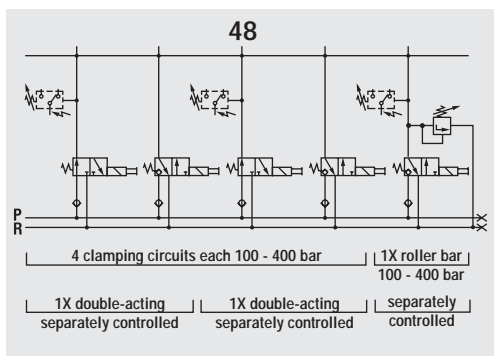 48
P
R
4 clamping circuits each 100 - 400 bar
1X roller bar
100 - 400 bar
1X double-acting
separately controlled
1X double-acting
separately controlled
separately
controlled